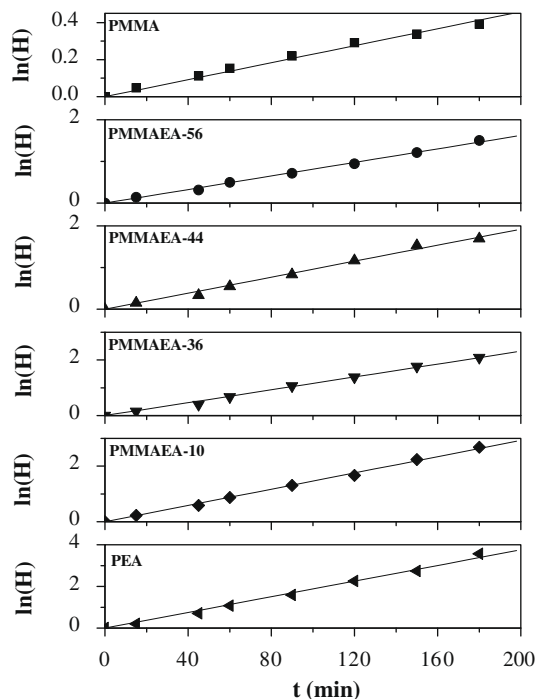 PMMA
ln(H)
0.4
0.2
0.0
PMMAEA-56
ln(H)
2
0
PMMAEA-44
ln(H)
2
0
PMMAEA-36
ln(H)
2
0
PMMAEA-10
ln(H)
2
0
PEA
ln(H)
4
2
0
0 40 80 120 160 200
t (min)